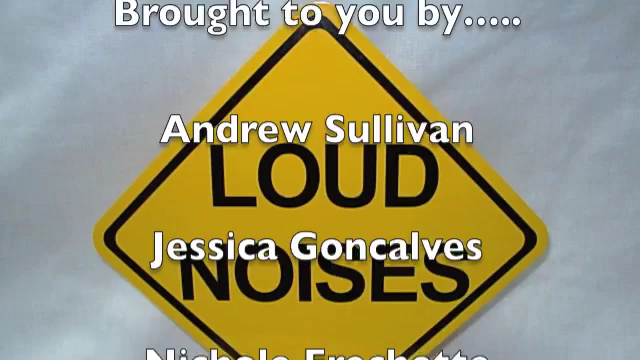 Brought to you by.....
Andrew Sullivan
LOUD
Jessica Goncalves
NOISES